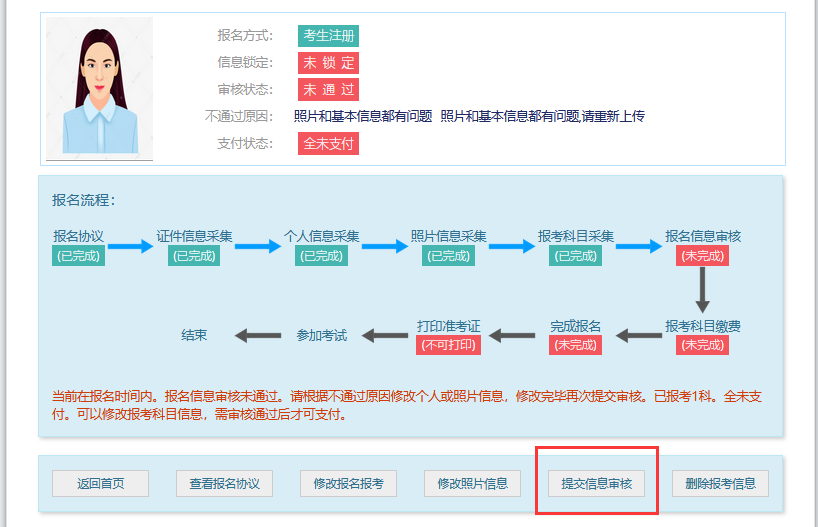 报名方式： 考生注册
信息锁定： 未 锁 定
审核状态： 未 通 过
不通过原因： 照片和基本信息都有问题 照片和基本信息都有问题,请重新上传
支付状态： 全未支付
报名流程：
报名协议 证件信息采集 个人信息采集 照片信息采集 报考科目采集 报名信息审核
(已完成) (已完成) (已完成) (已完成) (已完成) (未完成)
结束 参加考试 打印准考证 完成报名 报考科目缴费
(不可打印) (未完成) (未完成)
当前在报名时间内。报名信息审核未通过。请根据不通过原因修改个人或照片信息，修改完毕再次提交审核。已报考1科。全未支
付。可以修改报考科目信息，需审核通过后才可支付。
返回首页 查看报名协议 修改报名报考 修改照片信息 提交信息审核 删除报考信息